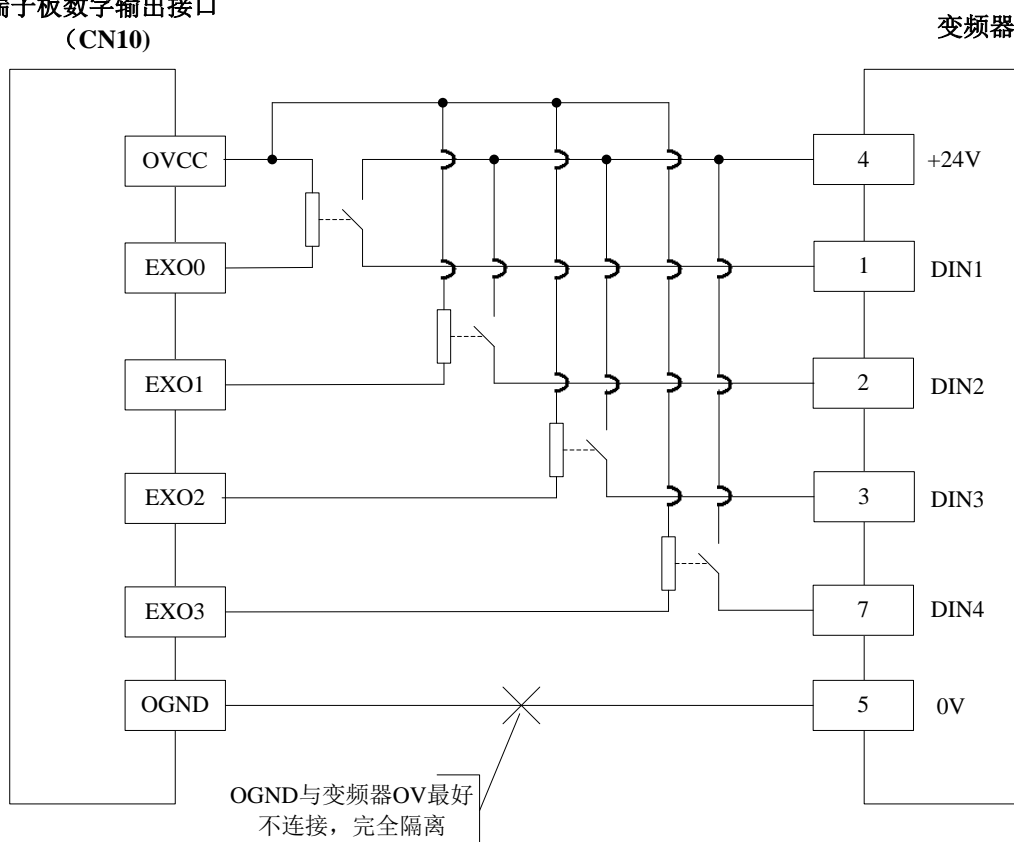 端子板数字输出接口
（CN10)
变频器
OVCC
EXO0
EXO1
EXO2
EXO3
OGND
4 +24V
1 DIN1
2 DIN2
3 DIN3
7 DIN4
5 0V
OGND与变频器OV最好
不连接，完全隔离